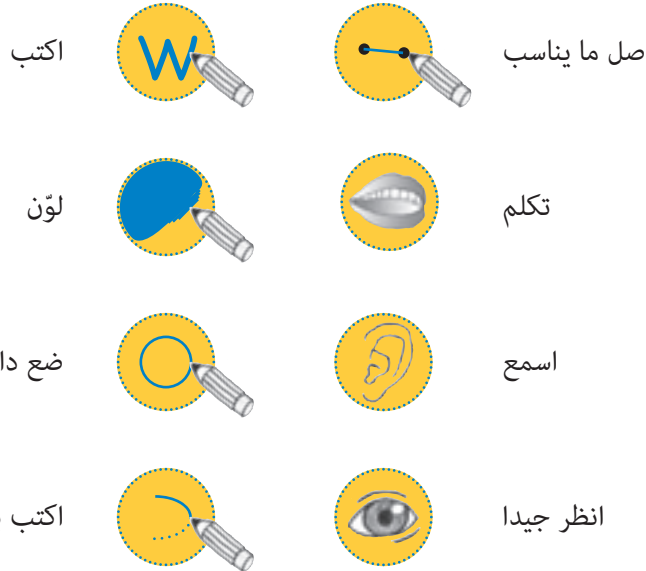 صل ما يناسب
اكتب
تكلم
لوّن
اسمع
ضع
انظر جيدا
اكتب